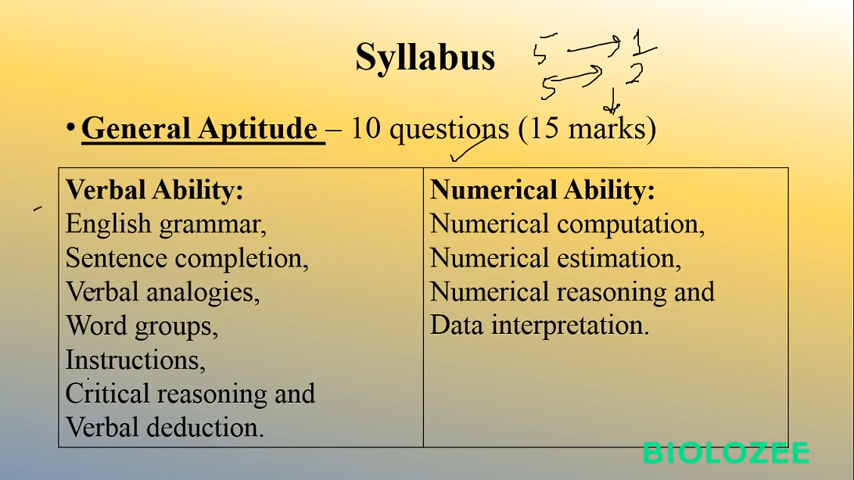 Syllabus
5 → 1
5 → 2
• General Aptitude – 10 questions (15 marks)
Verbal Ability:
English grammar,
Sentence completion,
Verbal analogies,
Word groups,
Instructions,
Critical reasoning and
Verbal deduction.
Numerical Ability:
Numerical computation,
Numerical estimation,
Numerical reasoning and
Data interpretation.
BIOLOZEE